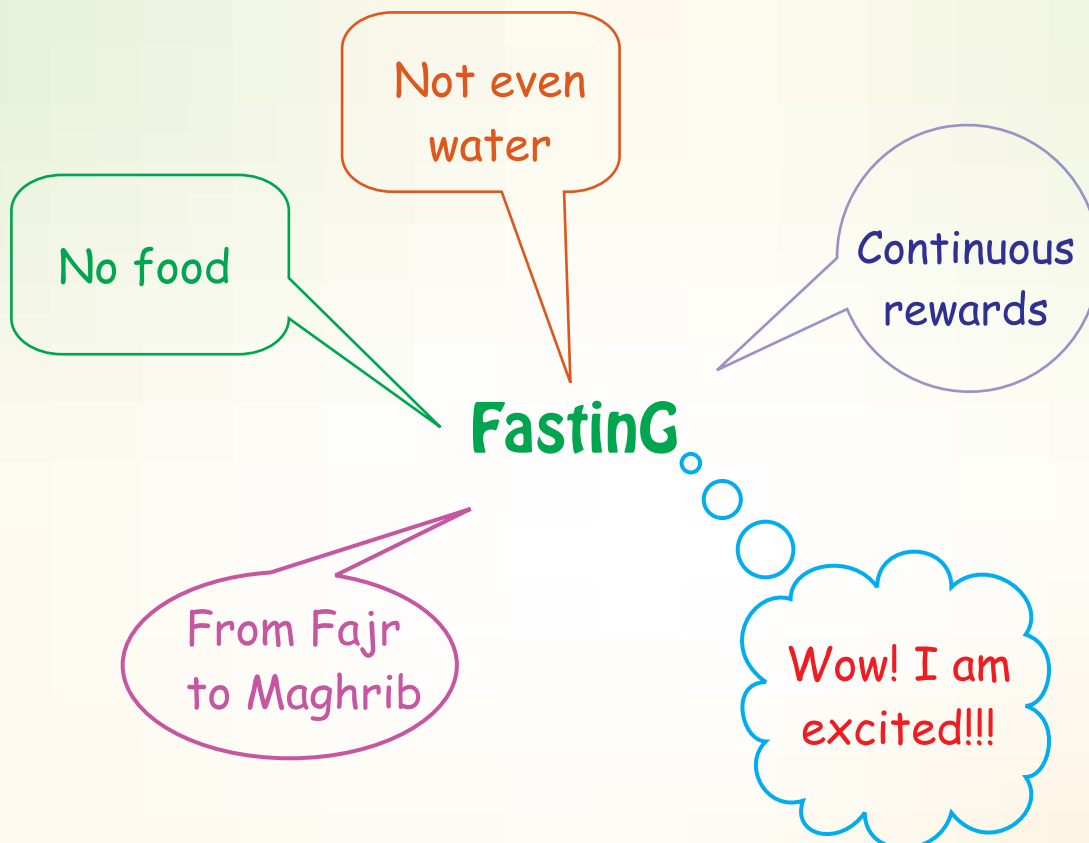 Not even
water
No food
Continuous
rewards
FastinG
From Fajr
to Maghrib
Wow! I am
excited!!!